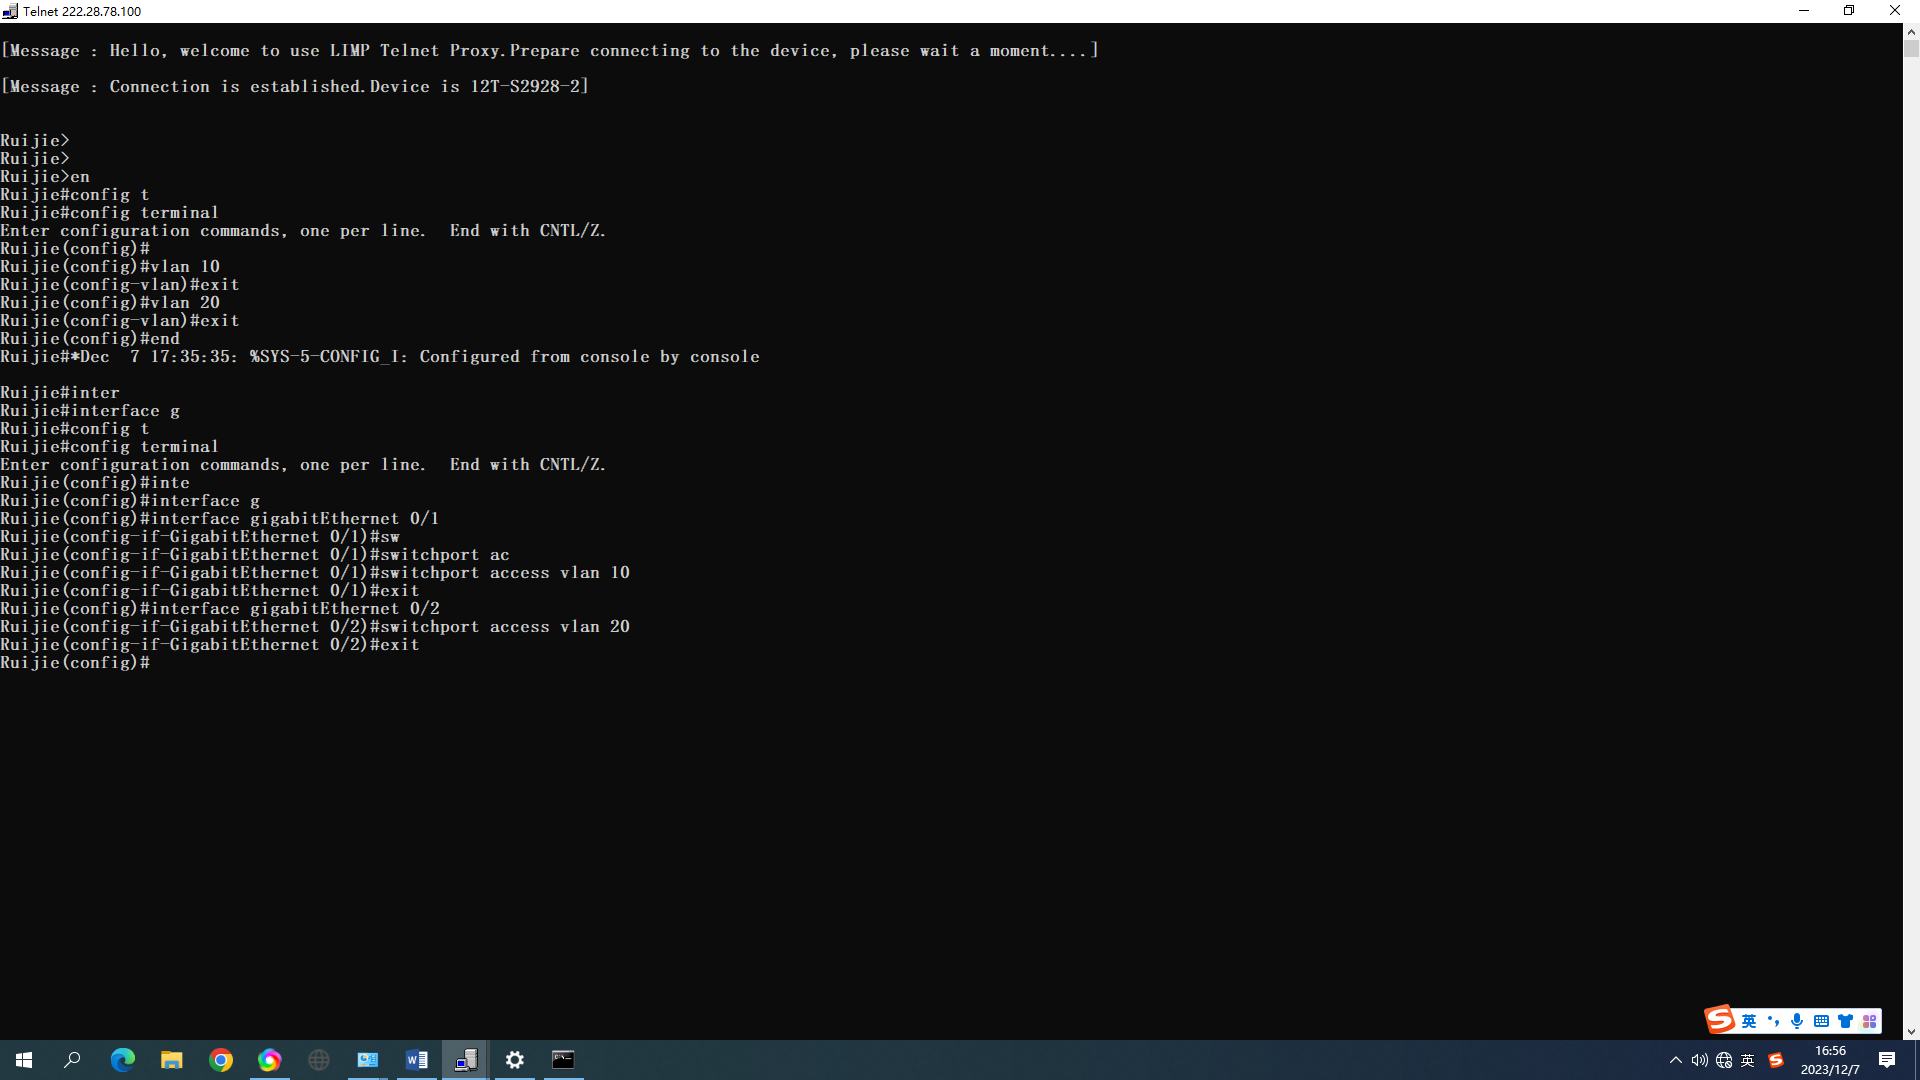 Telnet 222.28.78.100
[Message : Hello, welcome to use LIMP Telnet Proxy.Prepare connecting to the device, please wait a moment....]
[Message : Connection is established.Device is 12T-S2928-2]
Ruijie>
Ruijie>
Ruijie>en
Ruijie#config t
Ruijie#config terminal
Enter configuration commands, one per line.  End with CNTL/Z.
Ruijie(config)#
Ruijie(config)#vlan 10
Ruijie(config-vlan)#exit
Ruijie(config)#vlan 20
Ruijie(config-vlan)#exit
Ruijie(config)#end
Ruijie#*Dec  7 17:35:35: %SYS-5-CONFIG_I: Configured from console by console
Ruijie#inter
Ruijie#interface g
Ruijie#config t
Ruijie#config terminal
Enter configuration commands, one per line.  End with CNTL/Z.
Ruijie(config)#inte
Ruijie(config)#interface g
Ruijie(config)#interface gigabitEthernet 0/1
Ruijie(config-if-GigabitEthernet 0/1)#sw
Ruijie(config-if-GigabitEthernet 0/1)#switchport ac
Ruijie(config-if-GigabitEthernet 0/1)#switchport access vlan 10
Ruijie(config-if-GigabitEthernet 0/1)#exit
Ruijie(config)#interface gigabitEthernet 0/2
Ruijie(config-if-GigabitEthernet 0/2)#switchport access vlan 20
Ruijie(config-if-GigabitEthernet 0/2)#exit
Ruijie(config)#
英
英
16:56
2023/12/7